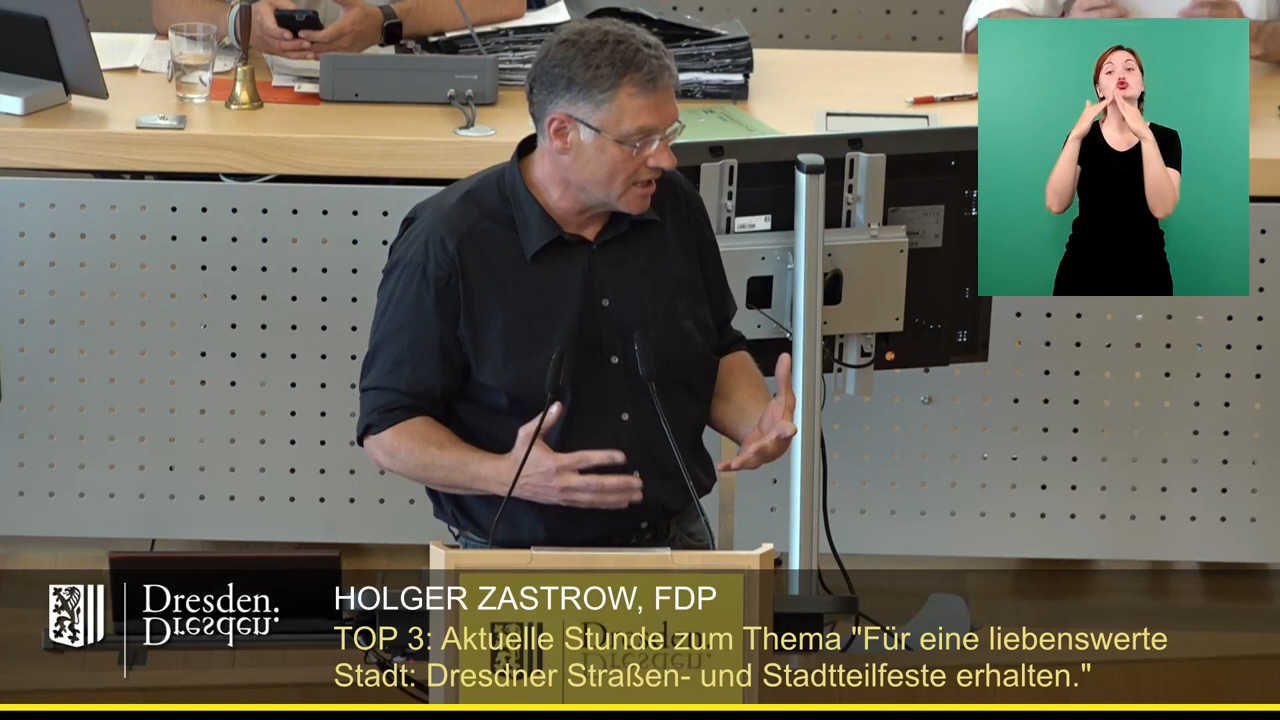 Dresden.
Dresden.
HOLGER ZASTROW, FDP
TOP 3: Aktuelle Stunde zum Thema "Für eine liebenswerte
Stadt: Dresdner Straßen- und Stadtteilfeste erhalten."